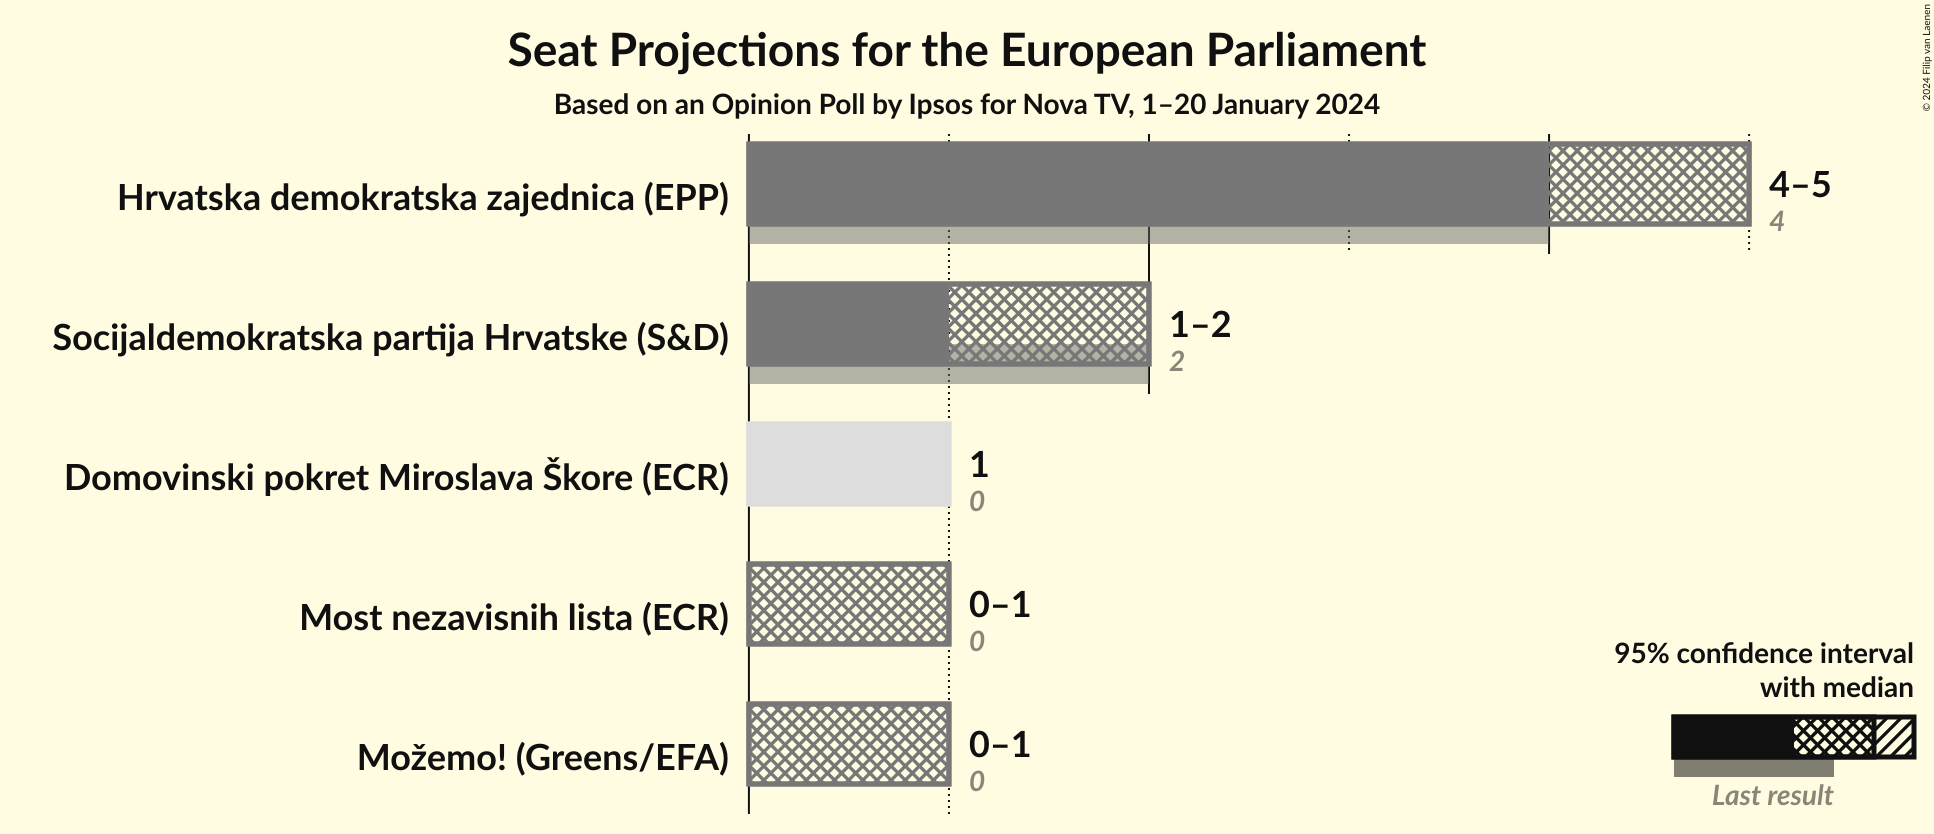 Seat Projections for the European Parliament
Based on an Opinion Poll by Ipsos for Nova TV, 1–20 January 2024
© 2024 Filip van Laenen
Hrvatska demokratska zajednica (EPP)
4–5
4
Socijaldemokratska partija Hrvatske (S&D)
1–2
2
Domovinski pokret Miroslava Škore (ECR)
1
0
Most nezavisnih lista (ECR)
0–1
0
Možemo! (Greens/EFA)
0–1
0
95% confidence interval
with median
Last result